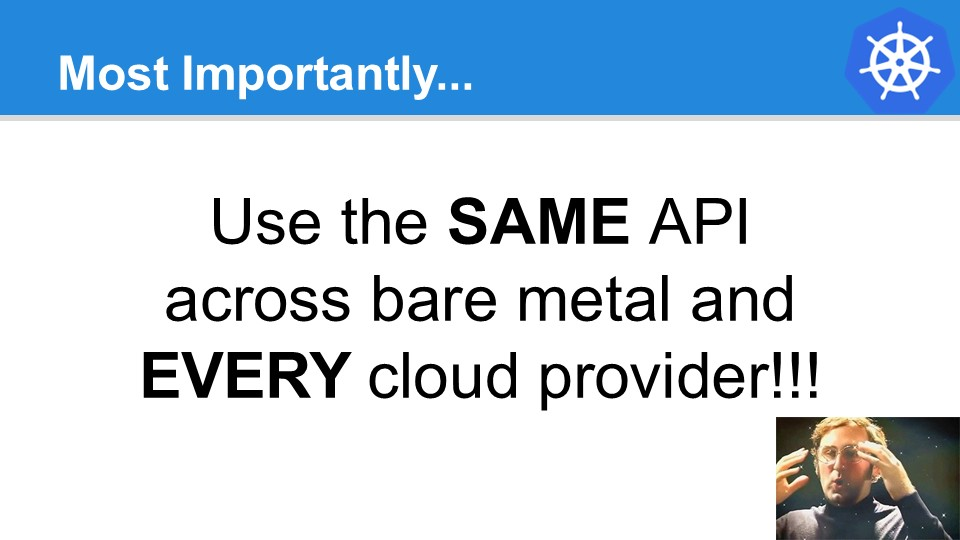 Most Importantly...
Use the SAME API
across bare metal and
EVERY cloud provider!!!